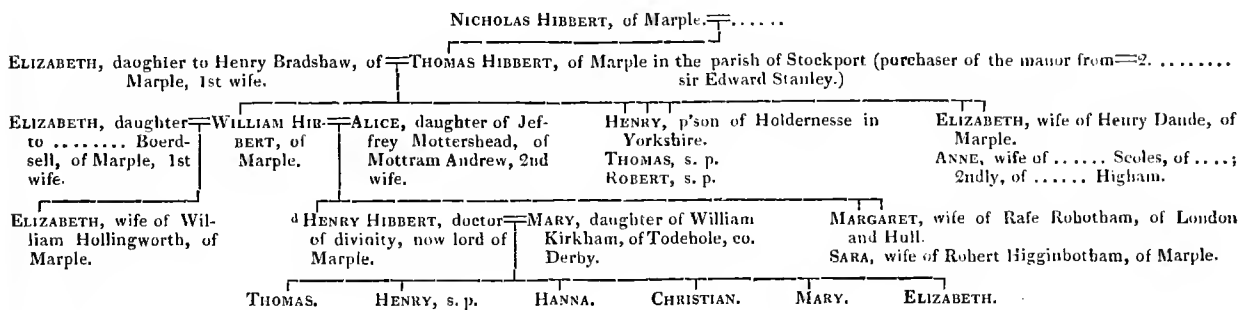 NICHOLAS HIBBERT, of Marple.=......
ELIZABETH, daughter to Henry Bradshaw, of Marple, 1st wife.
=THOMAS HIBBERT, of Marple in the parish of Stockport (purchaser of the manor from=2. ........
sir Edward Stanley.)
ELIZABETH, daughter
to ........ Boerd-
sell, of Marple, 1st
wife.
WILLIAM HIB-
BERT, of
Marple.
ALICE, daughter of Jef-
frey Mottershead, of
Mottram Andrew, 2nd
wife.
HENRY, p'son of Holdernesse in
Yorkshire.
THOMAS, s. p.
ROBERT, s. p.
ELIZABETH, wife of Henry Dande, of
Marple.
ANNE, wife of ...... Scoles, of ....;
2ndly, of ...... Higham.
ELIZABETH, wife of Wil-
liam Hollingworth, of
Marple.
d HENRY HIBBERT, doctor
of divinity, now lord of
Marple.
MARY, daughter of William
Kirkham, of Todehole, co.
Derby.
MARGARET, wife of Rafe Robotham, of London
and Hull.
SARA, wife of Robert Higginbotham, of Marple.
THOMAS. HENRY, s. p. HANNA. CHRISTIAN. MARY. ELIZABETH.